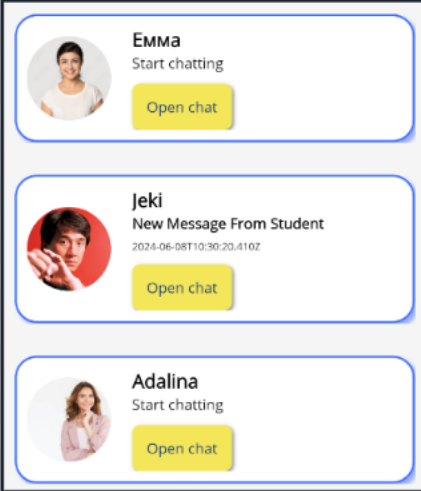 Емма
Start chatting
Open chat
Jeki
New Message From Student
2024-06-08T10:30:20.410Z
Open chat
Adalina
Start chatting
Open chat